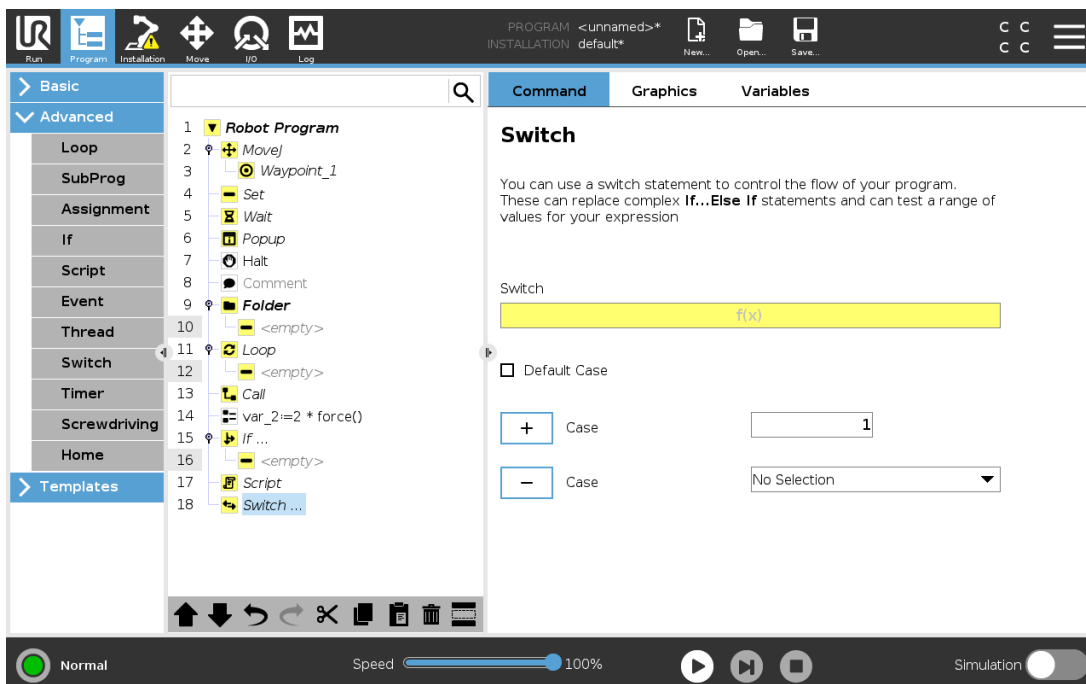 UR
PROGRAM <unnamed>*
INSTALLATION default*
C C
C C
Run Program Installation Move I/O Log New... Open... Save...
Basic
Advanced
Loop
SubProg
Assignment
If
Script
Event
Thread
Switch
Timer
Screwdriving
Home
Templates
1 Robot Program
2 MoveJ
3 Waypoint_1
4 Set
5 Wait
6 Popup
7 Halt
8 Comment
9 Folder
10 <empty>
11 Loop
12 <empty>
13 Call
14 var_2:=2 * force()
15 If ...
16 <empty>
17 Script
18 Switch ...
Command Graphics Variables
Switch
You can use a switch statement to control the flow of your program.
These can replace complex If...Else If statements and can test a range of
values for your expression
Switch
f(x)
Default Case
+ Case 1
− Case No Selection
Normal Speed 100% Simulation